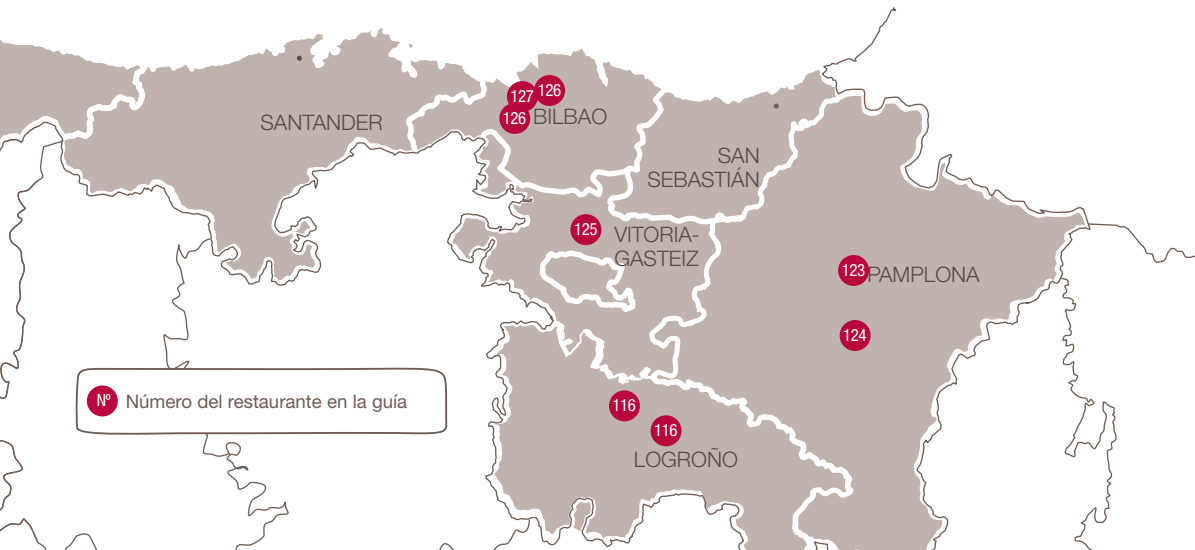 127
126
126
BILBAO
SANTANDER
SAN
SEBASTIÁN
125
VITORIA-
GASTEIZ
123
PAMPLONA
124
Nº
Número del restaurante en la guía
116
116
LOGROÑO